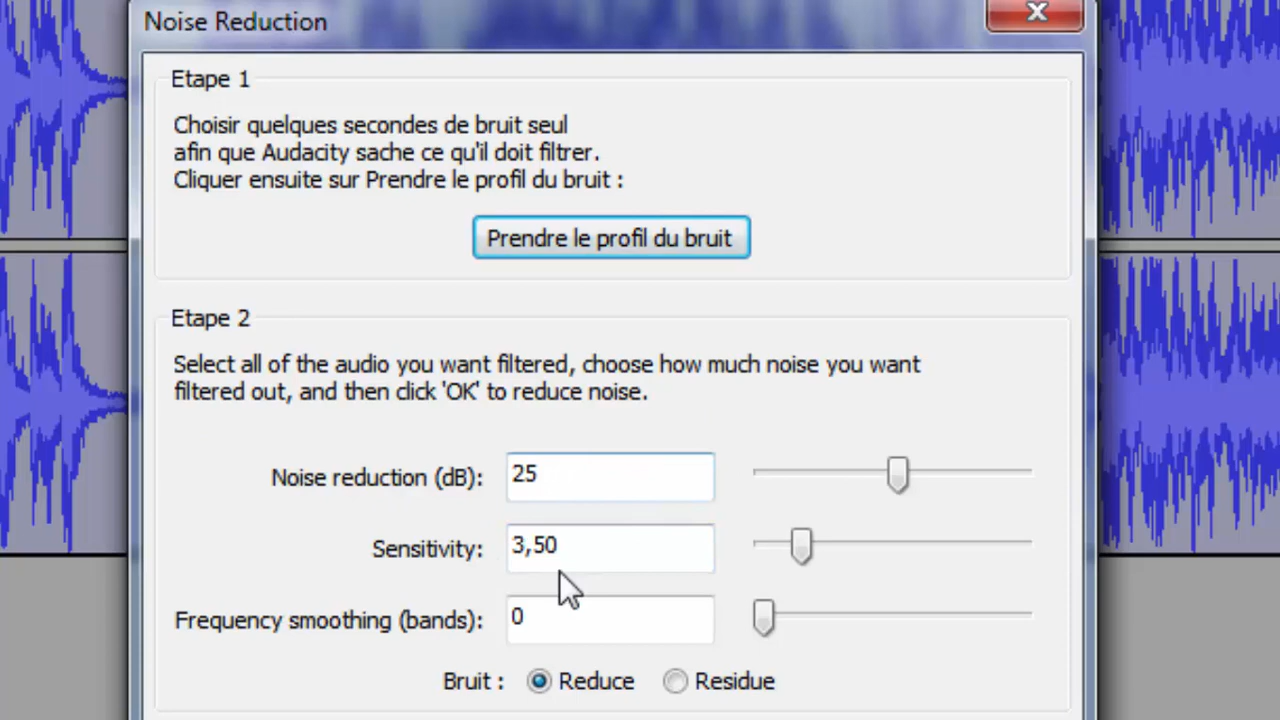 Noise Reduction
Etape 1
Choisir quelques secondes de bruit seul
afin que Audacity sache ce qu'il doit filtrer.
Cliquer ensuite sur Prendre le profil du bruit :
Prendre le profil du bruit
Etape 2
Select all of the audio you want filtered, choose how much noise you want
filtered out, and then click 'OK' to reduce noise.
Noise reduction (dB): 25
Sensitivity: 3,50
Frequency smoothing (bands): 0
Bruit : Reduce Residue